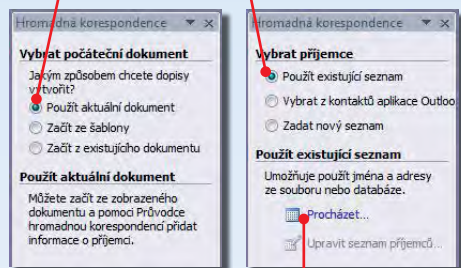 Hromadná korespondence
Vybrat počáteční dokument
Jakým způsobem chcete dopisy
vytvořit?
Použít aktuální dokument
Začít ze šablony
Začít z existujícího dokumentu
Použít aktuální dokument
Můžete začít ze zobrazeného
dokumentu a pomoci Průvodce
hromadnou korespondencí přidat
informace o příjemci.
Hromadná korespondence
Vybrat příjemce
Použít existující seznam
Vybrat z kontaktů aplikace Outloo
Zadat nový seznam
Použít existující seznam
Umožňuje použít jména a adresy
ze souboru nebo databáze.
Procházet...
Upravit seznam příjemců...